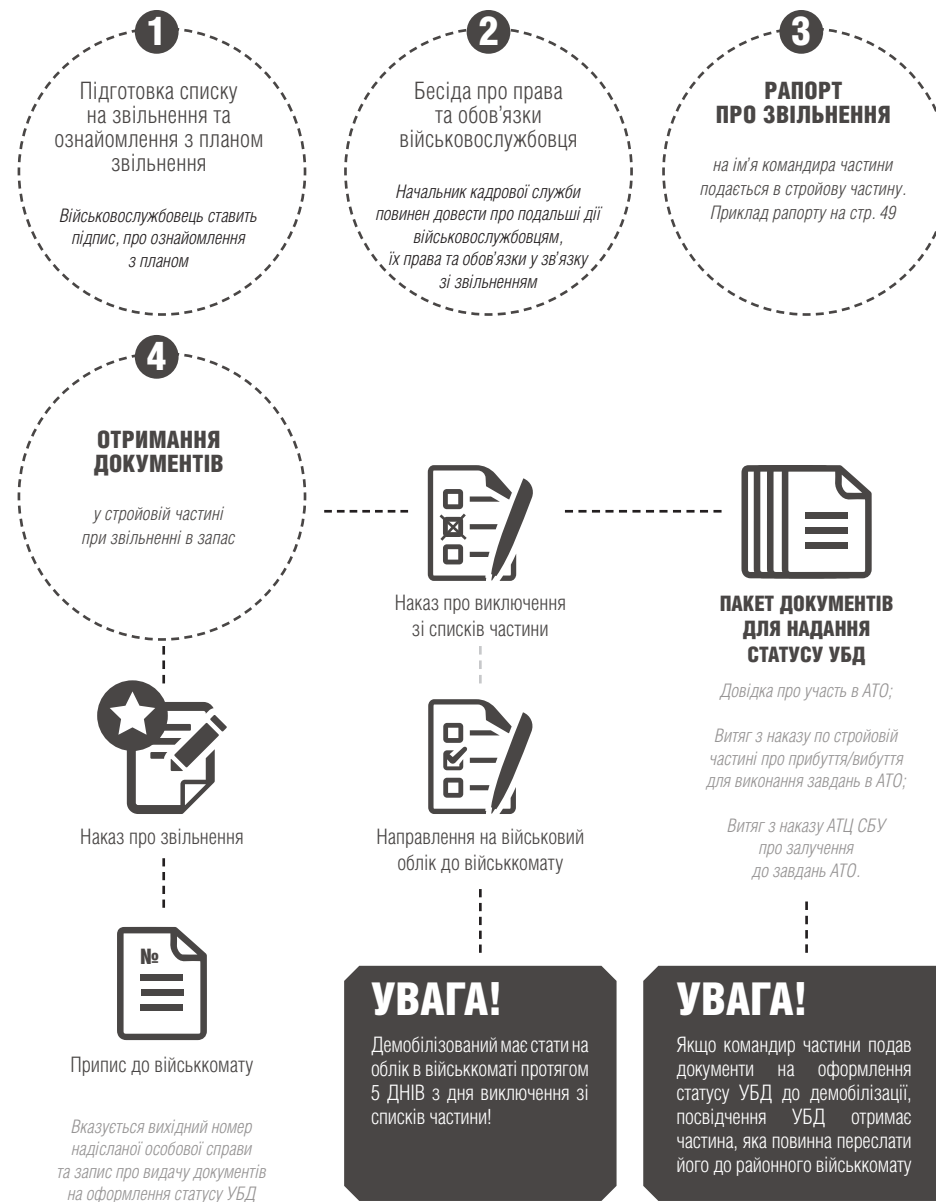 1
Підготовка списку
на звільнення та
ознайомлення з планом
звільнення
Військовослужбовець ставить
підпис, про ознайомлення
з планом
2
Бесіда про права
та обов'язки
військовослужбовця
Начальник кадрової служби
повинен довести про подальші дії
військовослужбовцям,
їх права та обов'язки у зв'язку
зі звільненням
3
РАПОРТ
ПРО ЗВІЛЬНЕННЯ
на ім'я командира частини
подається в стройову частину.
Приклад рапорту на стр. 49
4
ОТРИМАННЯ
ДОКУМЕНТІВ
у стройовій частині
при звільненні в запас
Наказ про звільнення
№
Припис до військкомату
Вказується вихідний номер
надісланої особової справи
та запис про видачу документів
на оформлення статусу УБД
Наказ про виключення
зі списків частини
Направлення на військовий
облік до військкомату
УВАГА!
Демобілізований має стати на
облік в військкоматі протягом
5 ДНІВ з дня виключення зі
списків частини!
ПАКЕТ ДОКУМЕНТІВ
ДЛЯ НАДАННЯ
СТАТУСУ УБД
Довідка про участь в АТО;
Витяг з наказу по стройовій
частині про прибуття/вибуття
для виконання завдань в АТО;
Витяг з наказу АТЦ СБУ
про залучення
до завдань АТО.
УВАГА!
Якщо командир частини подав
документи на оформлення
статусу УБД до демобілізації,
посвідчення УБД отримає
частина, яка повинна переслати
його до районного військкомату